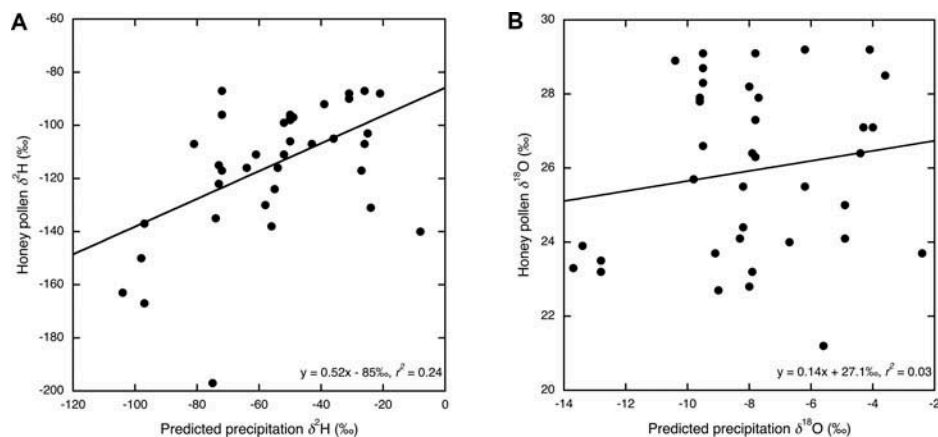 A
-60
-80
-100
-120
-140
-160
-180
-200
Honey pollen δ²H (‰)
y = 0.52x - 85‰, r² = 0.24
-120 -100 -80 -60 -40 -20 0
Predicted precipitation δ²H (‰)
B
30
28
26
24
22
20
Honey pollen δ¹⁸O (‰)
y = 0.14x + 27.1‰, r² = 0.03
-14 -12 -10 -8 -6 -4 -2
Predicted precipitation δ¹⁸O (‰)